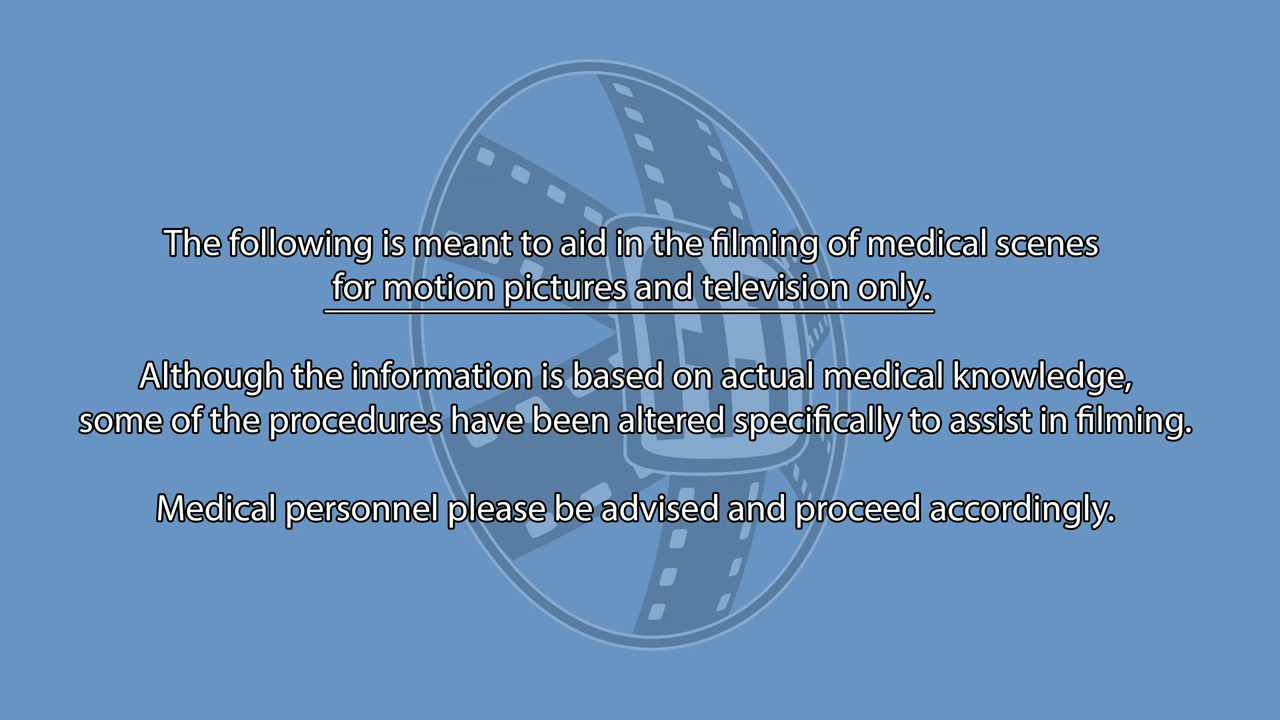 The following is meant to aid in the filming of medical scenes
for motion pictures and television only.
Although the information is based on actual medical knowledge,
some of the procedures have been altered specifically to assist in filming.
Medical personnel please be advised and proceed accordingly.